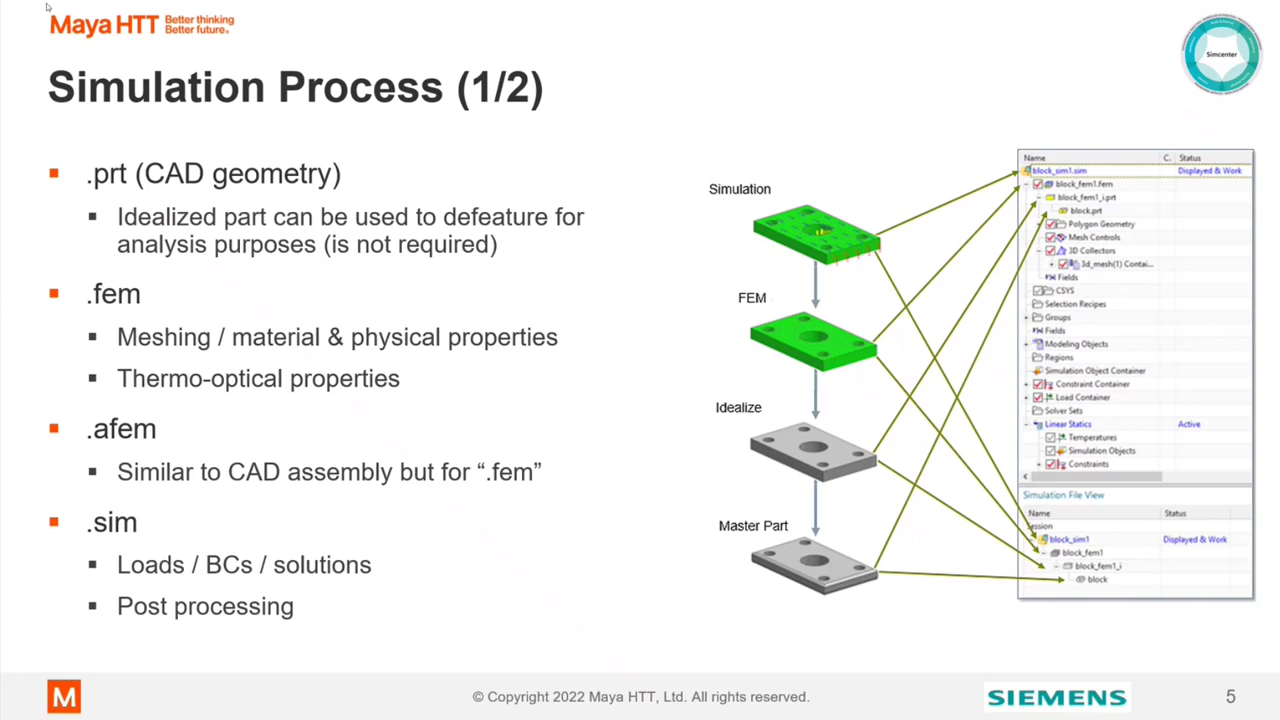 Maya HTT Better thinking
Better future.
Simcenter
Simulation Process (1/2)
▪ .prt (CAD geometry)
▪ Idealized part can be used to defeature for
analysis purposes (is not required)
▪ .fem
▪ Meshing / material & physical properties
▪ Thermo-optical properties
▪ .afem
▪ Similar to CAD assembly but for “.fem”
▪ .sim
▪ Loads / BCs / solutions
▪ Post processing
Simulation
FEM
Idealize
Master Part
Name C. Status
block_sim1.sim Displayed & Work
block_fem1.fem
block_fem1_i.prt
block.prt
Polygon Geometry
Mesh Controls
3D Collectors
3d_mesh(1) Contai...
Fields
CSYS
Selection Recipes
Groups
Fields
Modeling Objects
Regions
Simulation Object Container
Constraint Container
Load Container
Solver Sets
Linear Statics Active
Temperatures
Simulation Objects
Constraints
Simulation File View
Name Status
Session
block_sim1 Displayed & Work
block_fem1
block_fem1_i
block
M
© Copyright 2022 Maya HTT, Ltd. All rights reserved.
SIEMENS
5